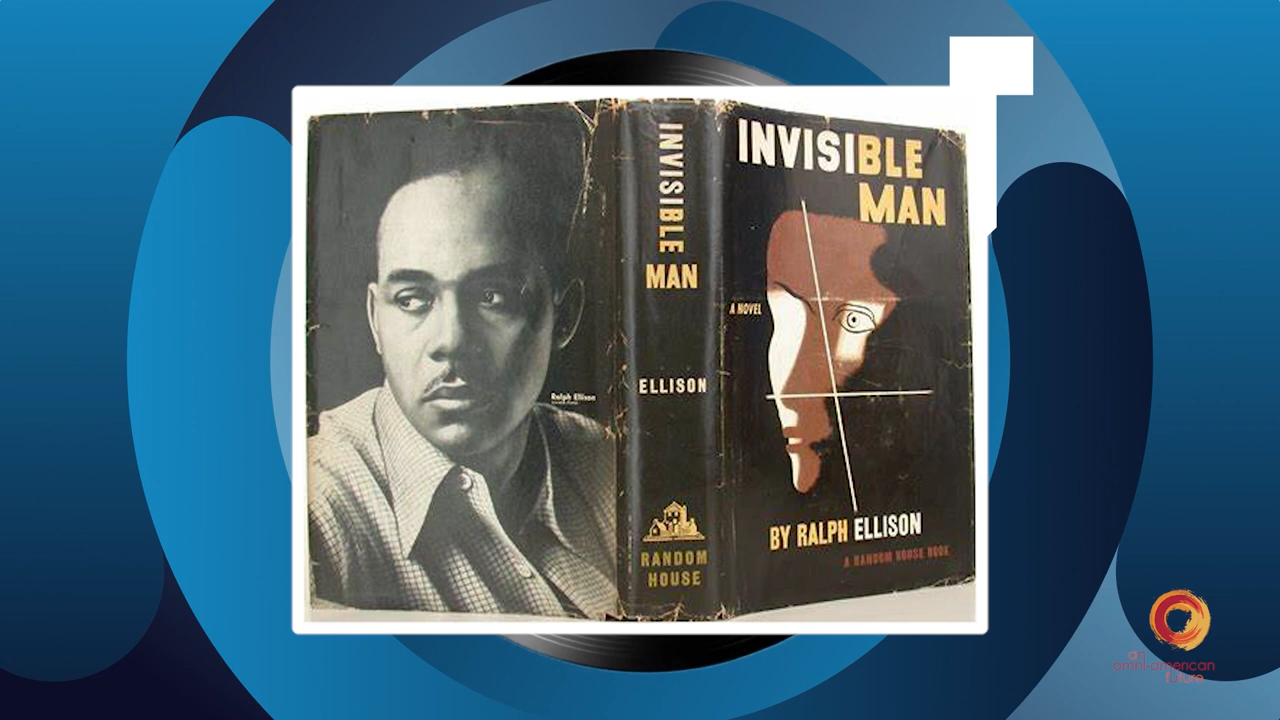 Ralph Ellison
INVISIBLE
MAN
ELLISON
RANDOM
HOUSE
INVISIBLE
MAN
A NOVEL
BY RALPH ELLISON
A RANDOM HOUSE BOOK
an
omni-american
future